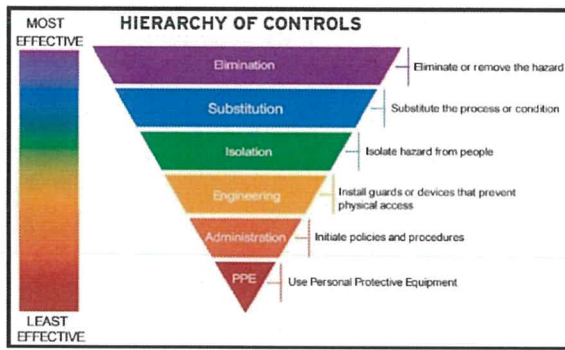 MOST
EFFECTIVE
HIERARCHY OF CONTROLS
Elimination
Eliminate or remove the hazard
Substitution
Substitute the process or condition
Isolation
Isolate hazard from people
Engineering
Install guards or devices that prevent
physical access
Administration
Initiate policies and procedures
PPE
Use Personal Protective Equipment
LEAST
EFFECTIVE